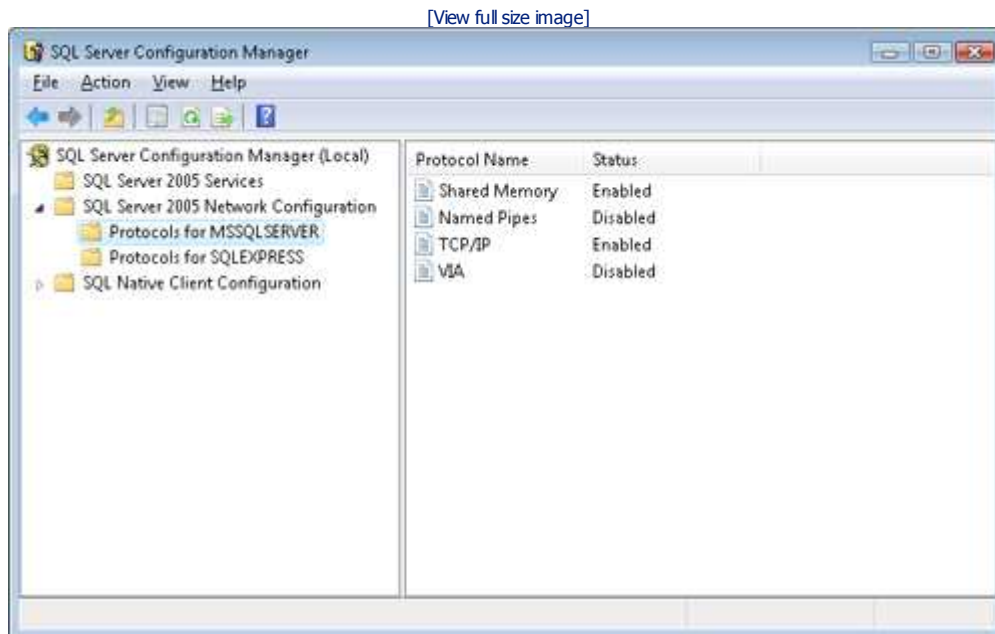 [View full size image]
SQL Server Configuration Manager
File Action View Help
SQL Server Configuration Manager (Local)
SQL Server 2005 Services
SQL Server 2005 Network Configuration
Protocols for MSSQLSERVER
Protocols for SQLEXPRESS
SQL Native Client Configuration
Protocol Name Status
Shared Memory Enabled
Named Pipes Disabled
TCP/IP Enabled
VIA Disabled